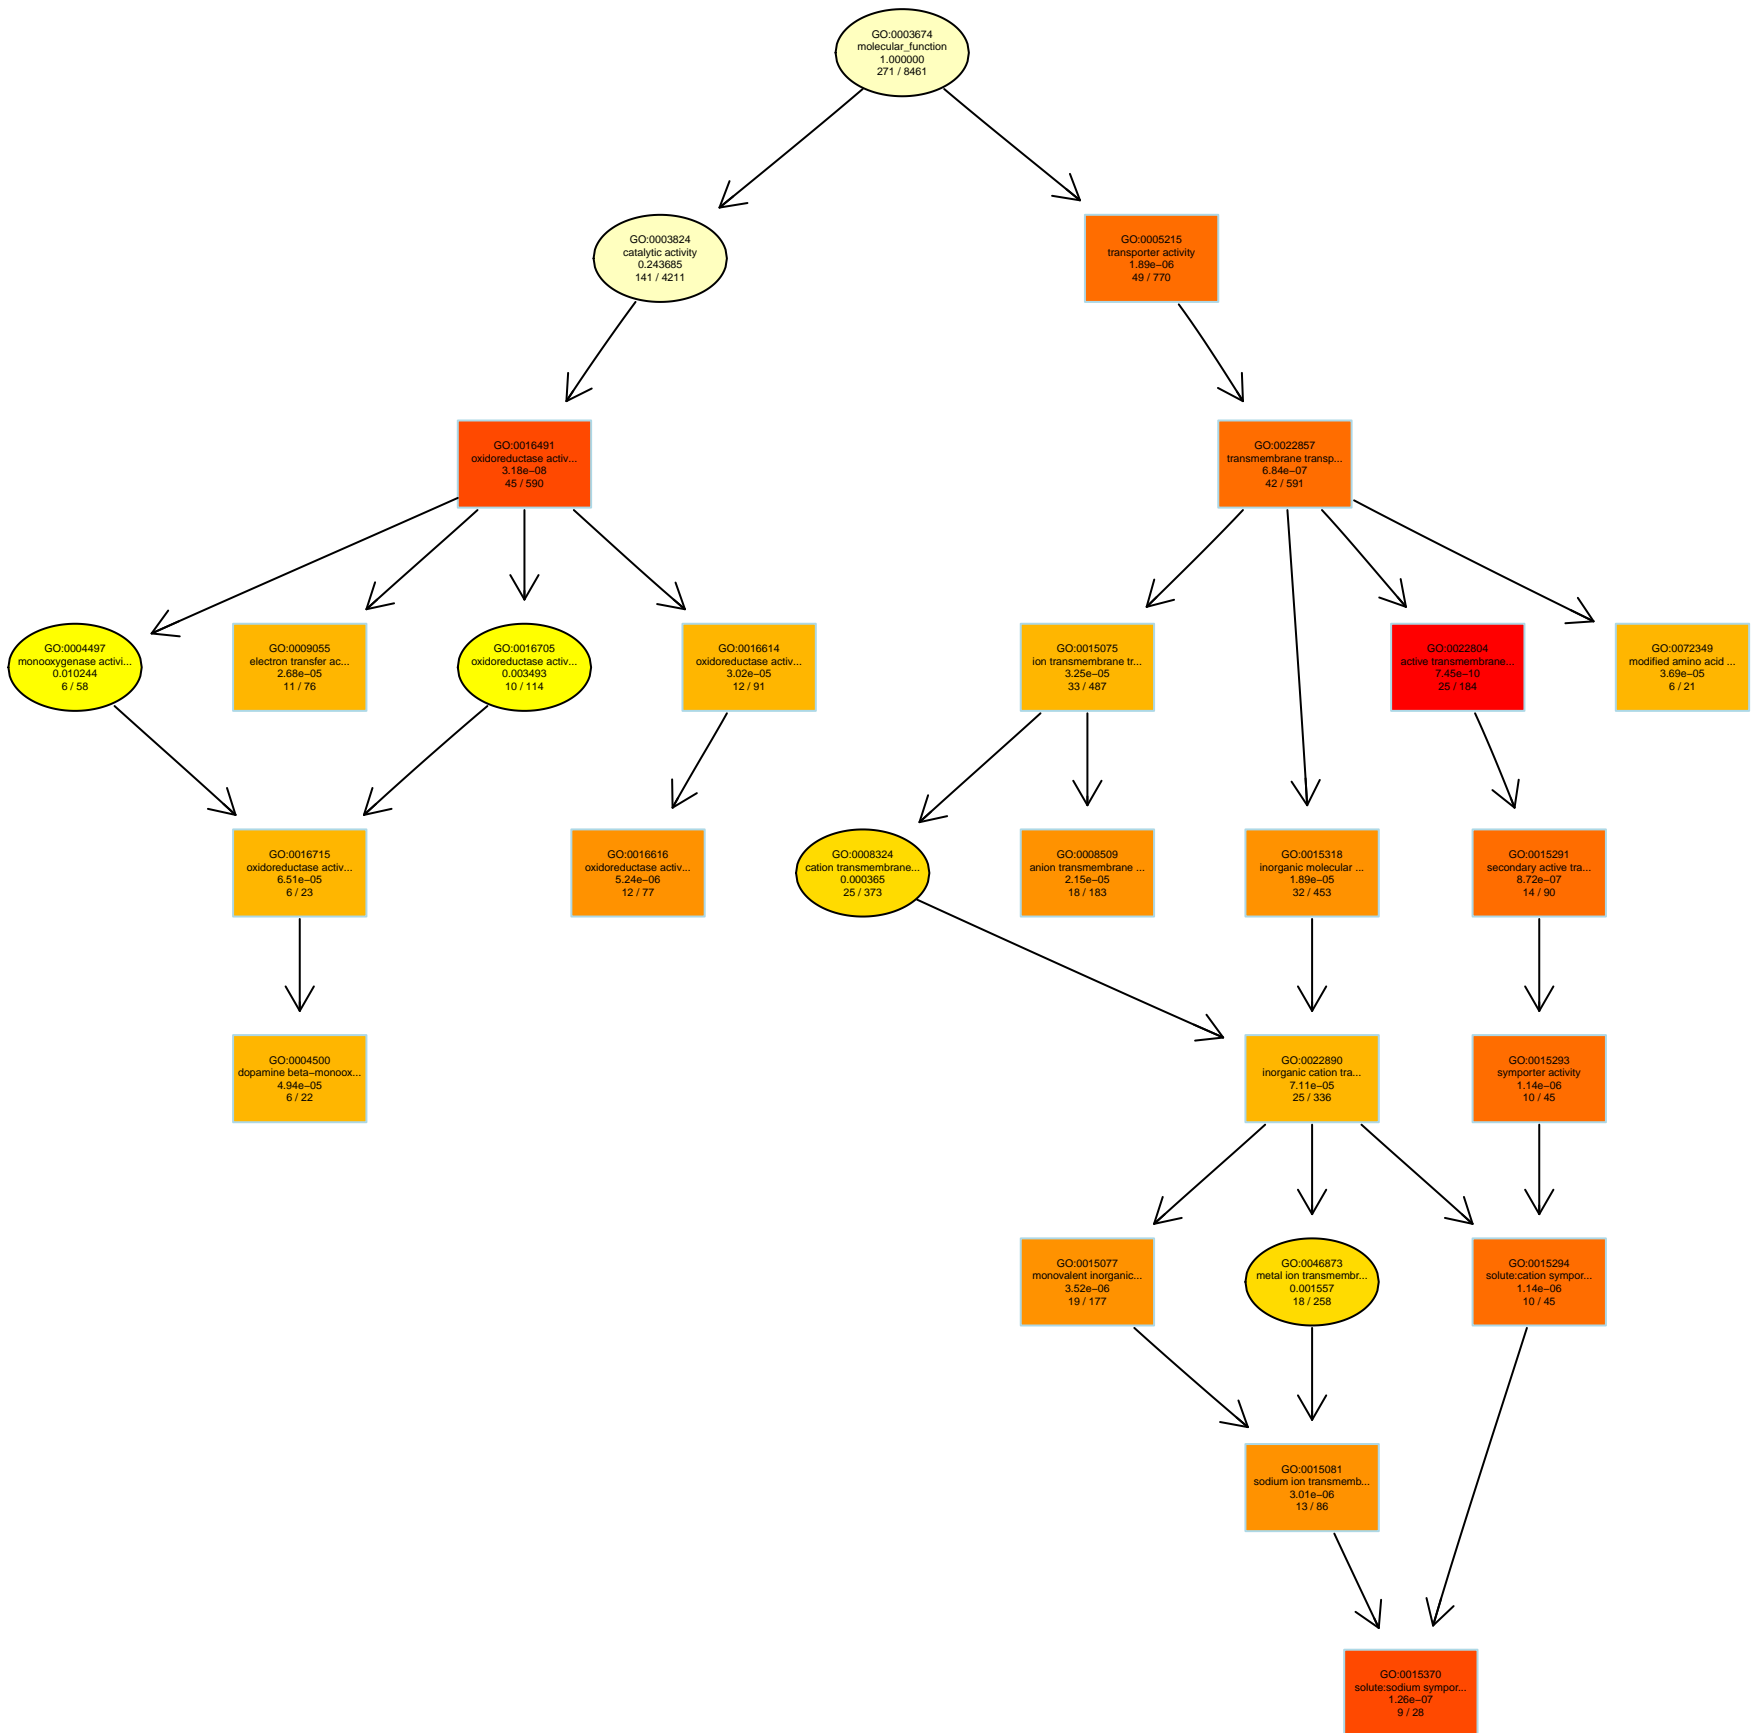 GO:0003674
molecular_function
1.000000
271 / 8461
GO:0003824
catalytic activity
0.243685
141 / 4211
GO:0005215
transporter activity
1.89e−06
49 / 770
GO:0016491
oxidoreductase activ...
3.18e−08
45 / 590
GO:0022857
transmembrane transp...
6.84e−07
42 / 591
GO:0004497
monooxygenase activi...
0.010244
6 / 58
GO:0009055
electron transfer ac...
2.68e−05
11 / 76
GO:0016705
oxidoreductase activ...
0.003493
10 / 114
GO:0016614
oxidoreductase activ...
3.02e−05
12 / 91
GO:0015075
ion transmembrane tr...
3.25e−05
33 / 487
GO:0022804
active transmembrane...
7.45e−10
25 / 184
GO:0072349
modified amino acid ...
3.69e−05
6 / 21
GO:0016715
oxidoreductase activ...
6.51e−05
6 / 23
GO:0016616
oxidoreductase activ...
5.24e−06
12 / 77
GO:0008324
cation transmembrane...
0.000365
25 / 373
GO:0008509
anion transmembrane ...
2.15e−05
18 / 183
GO:0015318
inorganic molecular ...
1.89e−05
32 / 453
GO:0015291
secondary active tra...
8.72e−07
14 / 90
GO:0004500
dopamine beta−monoox...
4.94e−05
6 / 22
GO:0022890
inorganic cation tra...
7.11e−05
25 / 336
GO:0015293
symporter activity
1.14e−06
10 / 45
GO:0015077
monovalent inorganic...
3.52e−06
19 / 177
GO:0046873
metal ion transmembr...
0.001557
18 / 258
GO:0015294
solute:cation sympor...
1.14e−06
10 / 45
GO:0015081
sodium ion transmemb...
3.01e−06
13 / 86
GO:0015370
solute:sodium sympor...
1.26e−07
9 / 28